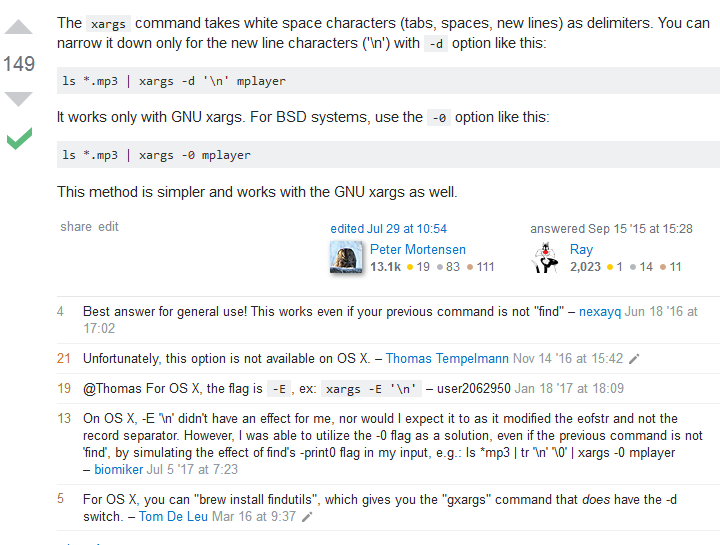 The xargs command takes white space characters (tabs, spaces, new lines) as delimiters. You can
narrow it down only for the new line characters ('\n') with -d option like this:
149
ls *.mp3 | xargs -d '\n' mplayer
It works only with GNU xargs. For BSD systems, use the -0 option like this:
ls *.mp3 | xargs -0 mplayer
This method is simpler and works with the GNU xargs as well.
share edit
edited Jul 29 at 10:54
Peter Mortensen
13.1k 19 83 111
answered Sep 15 '15 at 15:28
Ray
2,023 1 14 11
4 Best answer for general use! This works even if your previous command is not "find" – nexayq Jun 18 '16 at
17:02
21 Unfortunately, this option is not available on OS X. – Thomas Tempelmann Nov 14 '16 at 15:42
19 @Thomas For OS X, the flag is -E , ex: xargs -E '\n' – user2062950 Jan 18 '17 at 18:09
13 On OS X, -E '\n' didn't have an effect for me, nor would I expect it to as it modified the eofstr and not the
record separator. However, I was able to utilize the -0 flag as a solution, even if the previous command is not
'find', by simulating the effect of find's -print0 flag in my input, e.g.: ls *mp3 | tr '\n' '\0' | xargs -0 mplayer
– biomiker Jul 5 '17 at 7:23
5 For OS X, you can "brew install findutils", which gives you the "gxargs" command that does have the -d
switch. – Tom De Leu Mar 16 at 9:37